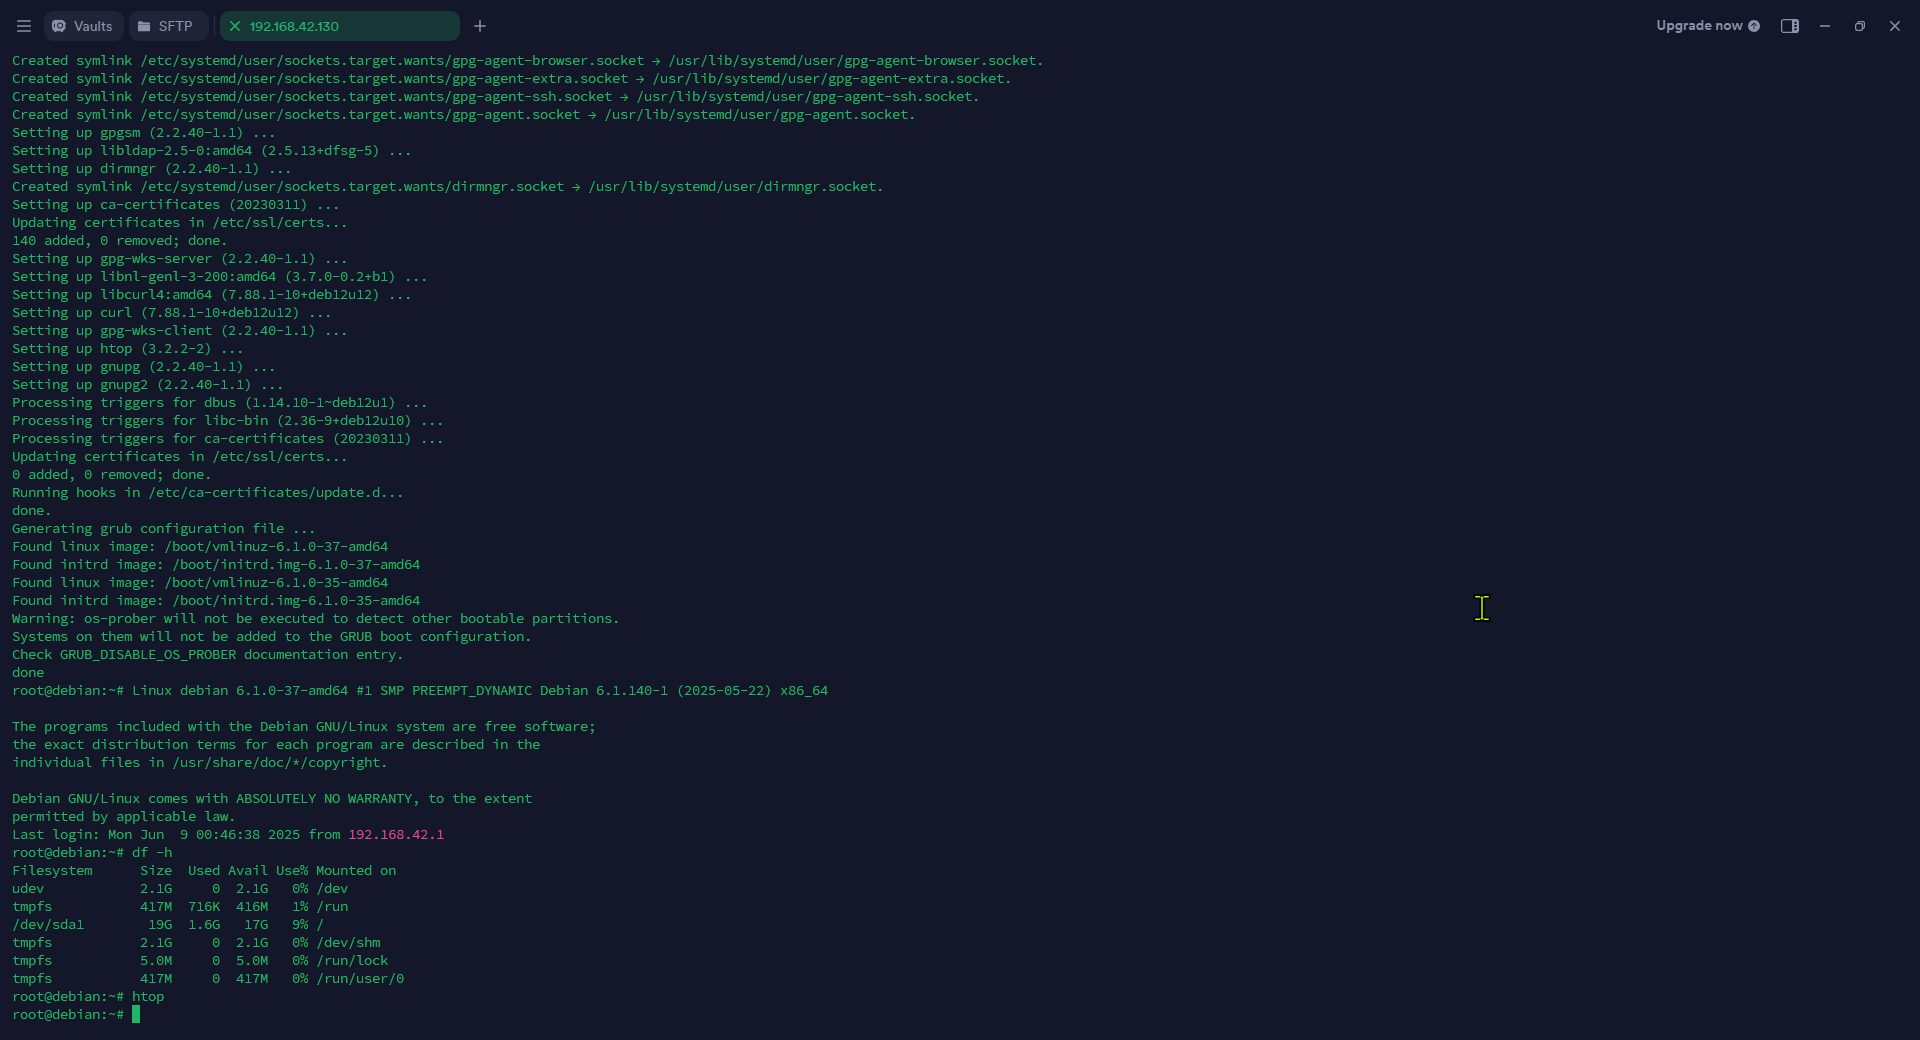 Vaults SFTP 192.168.42.130 Upgrade now
Created symlink /etc/systemd/user/sockets.target.wants/gpg-agent-browser.socket → /usr/lib/systemd/user/gpg-agent-browser.socket.
Created symlink /etc/systemd/user/sockets.target.wants/gpg-agent-extra.socket → /usr/lib/systemd/user/gpg-agent-extra.socket.
Created symlink /etc/systemd/user/sockets.target.wants/gpg-agent-ssh.socket → /usr/lib/systemd/user/gpg-agent-ssh.socket.
Created symlink /etc/systemd/user/sockets.target.wants/gpg-agent.socket → /usr/lib/systemd/user/gpg-agent.socket.
Setting up gpgsm (2.2.40-1.1) ...
Setting up libldap-2.5-0:amd64 (2.5.13+dfsg-5) ...
Setting up dirmngr (2.2.40-1.1) ...
Created symlink /etc/systemd/user/sockets.target.wants/dirmngr.socket → /usr/lib/systemd/user/dirmngr.socket.
Setting up ca-certificates (20230311) ...
Updating certificates in /etc/ssl/certs...
140 added, 0 removed; done.
Setting up gpg-wks-server (2.2.40-1.1) ...
Setting up libnl-genl-3-200:amd64 (3.7.0-0.2+b1) ...
Setting up libcurl4:amd64 (7.88.1-10+deb12u12) ...
Setting up curl (7.88.1-10+deb12u12) ...
Setting up gpg-wks-client (2.2.40-1.1) ...
Setting up htop (3.2.2-2) ...
Setting up gnupg (2.2.40-1.1) ...
Setting up gnupg2 (2.2.40-1.1) ...
Processing triggers for dbus (1.14.10-1~deb12u1) ...
Processing triggers for libc-bin (2.36-9+deb12u10) ...
Processing triggers for ca-certificates (20230311) ...
Updating certificates in /etc/ssl/certs...
0 added, 0 removed; done.
Running hooks in /etc/ca-certificates/update.d...
done.
Generating grub configuration file ...
Found linux image: /boot/vmlinuz-6.1.0-37-amd64
Found initrd image: /boot/initrd.img-6.1.0-37-amd64
Found linux image: /boot/vmlinuz-6.1.0-35-amd64
Found initrd image: /boot/initrd.img-6.1.0-35-amd64
Warning: os-prober will not be executed to detect other bootable partitions.
Systems on them will not be added to the GRUB boot configuration.
Check GRUB_DISABLE_OS_PROBER documentation entry.
done
root@debian:~# Linux debian 6.1.0-37-amd64 #1 SMP PREEMPT_DYNAMIC Debian 6.1.140-1 (2025-05-22) x86_64
The programs included with the Debian GNU/Linux system are free software;
the exact distribution terms for each program are described in the
individual files in /usr/share/doc/*/copyright.
Debian GNU/Linux comes with ABSOLUTELY NO WARRANTY, to the extent
permitted by applicable law.
Last login: Mon Jun  9 00:46:38 2025 from 192.168.42.1
root@debian:~# df -h
Filesystem      Size  Used Avail Use% Mounted on
udev            2.1G     0  2.1G   0% /dev
tmpfs           417M  716K  416M   1% /run
/dev/sda1        19G  1.6G   17G   9% /
tmpfs           2.1G     0  2.1G   0% /dev/shm
tmpfs           5.0M     0  5.0M   0% /run/lock
tmpfs           417M     0  417M   0% /run/user/0
root@debian:~# htop
root@debian:~#